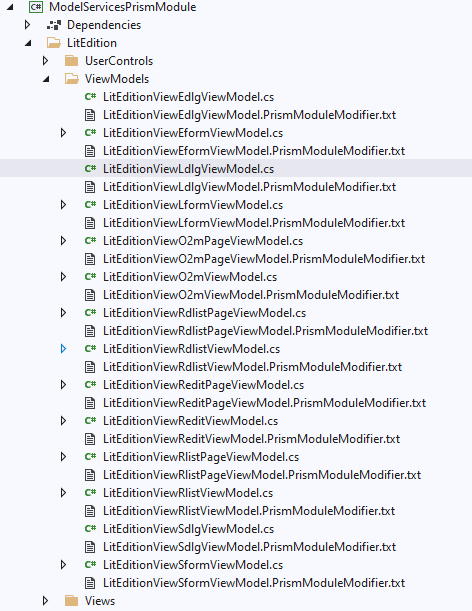 C# ModelServicesPrismModule
Dependencies
LitEdition
UserControls
ViewModels
C# LitEditionViewEdlgViewModel.cs
LitEditionViewEdlgViewModel.PrismModuleModifier.txt
C# LitEditionViewEformViewModel.cs
LitEditionViewEformViewModel.PrismModuleModifier.txt
C# LitEditionViewLdlgViewModel.cs
LitEditionViewLdlgViewModel.PrismModuleModifier.txt
C# LitEditionViewLformViewModel.cs
LitEditionViewLformViewModel.PrismModuleModifier.txt
C# LitEditionViewO2mPageViewModel.cs
LitEditionViewO2mPageViewModel.PrismModuleModifier.txt
C# LitEditionViewO2mViewModel.cs
LitEditionViewO2mViewModel.PrismModuleModifier.txt
C# LitEditionViewRdlistPageViewModel.cs
LitEditionViewRdlistPageViewModel.PrismModuleModifier.txt
C# LitEditionViewRdlistViewModel.cs
LitEditionViewRdlistViewModel.PrismModuleModifier.txt
C# LitEditionViewReditPageViewModel.cs
LitEditionViewReditPageViewModel.PrismModuleModifier.txt
C# LitEditionViewReditViewModel.cs
LitEditionViewReditViewModel.PrismModuleModifier.txt
C# LitEditionViewRlistPageViewModel.cs
LitEditionViewRlistPageViewModel.PrismModuleModifier.txt
C# LitEditionViewRlistViewModel.cs
LitEditionViewRlistViewModel.PrismModuleModifier.txt
C# LitEditionViewSdlgViewModel.cs
LitEditionViewSdlgViewModel.PrismModuleModifier.txt
C# LitEditionViewSformViewModel.cs
LitEditionViewSformViewModel.PrismModuleModifier.txt
Views